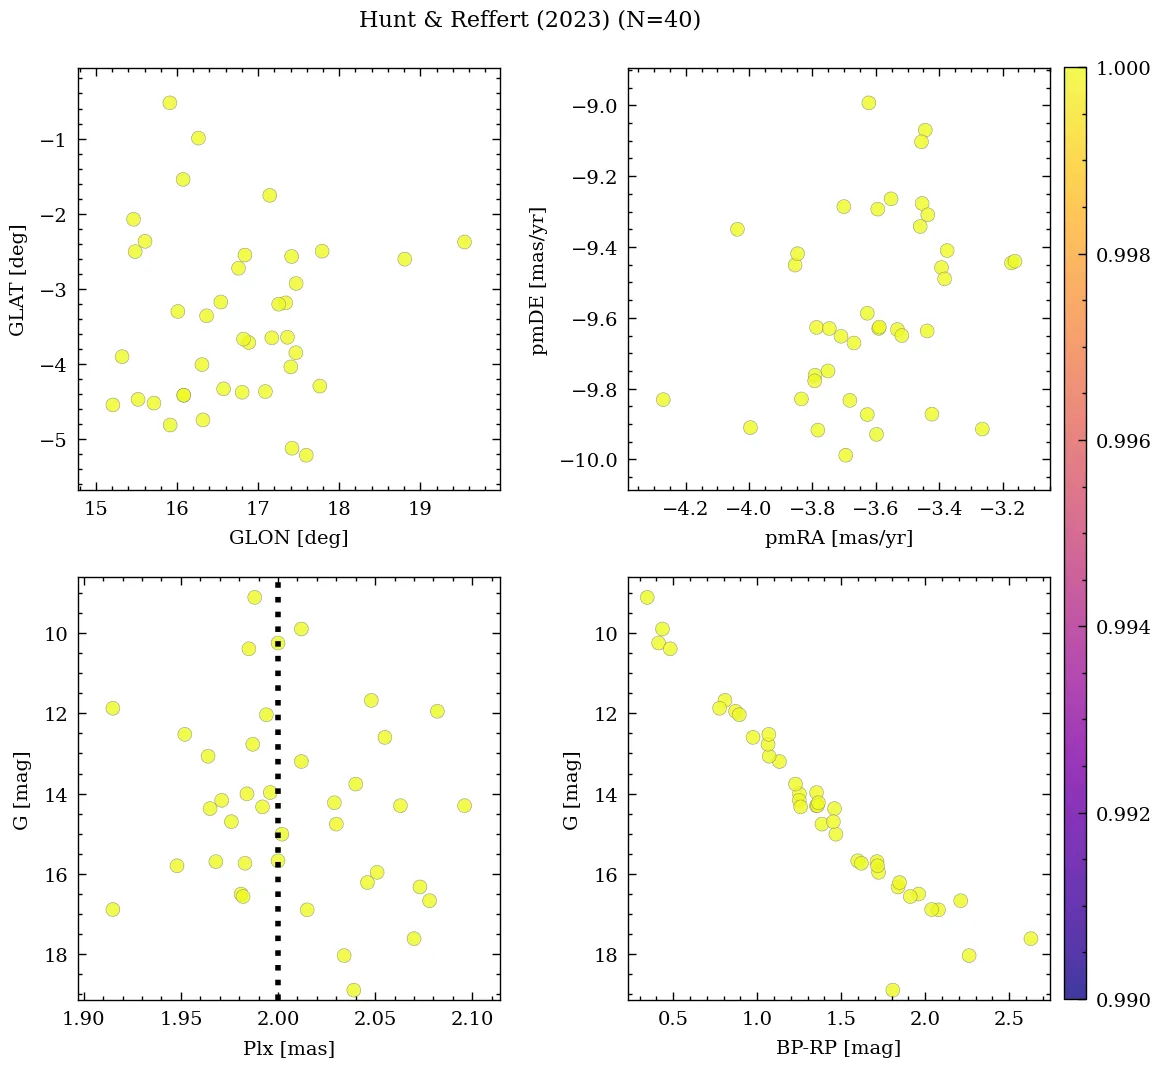 Hunt & Reffert (2023) (N=40)
−1
−2
−3
−4
−5
GLAT [deg]
15 16 17 18 19
GLON [deg]
−9.0
−9.2
−9.4
−9.6
−9.8
−10.0
pmDE [mas/yr]
−4.2 −4.0 −3.8 −3.6 −3.4 −3.2
pmRA [mas/yr]
10
12
14
16
18
G [mag]
1.90 1.95 2.00 2.05 2.10
Plx [mas]
10
12
14
16
18
G [mag]
0.5 1.0 1.5 2.0 2.5
BP-RP [mag]
1.000
0.998
0.996
0.994
0.992
0.990